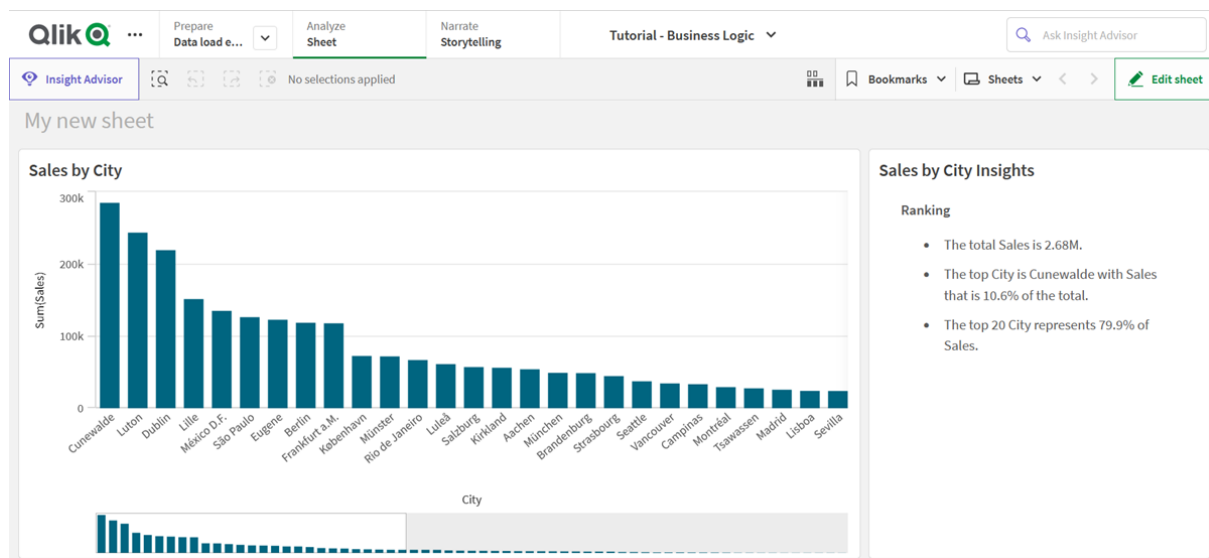 Qlik
Prepare
Data load e...
Analyze
Sheet
Narrate
Storytelling
Tutorial - Business Logic
Ask Insight Advisor
Insight Advisor
No selections applied
Bookmarks
Sheets
Edit sheet
My new sheet
Sales by City
300k
200k
100k
0
Sum(Sales)
Cunewalde
Luton
Dublin
Lille
México D.F.
São Paulo
Eugene
Berlin
Frankfurt a.M.
København
Münster
Rio de Janeiro
Luleå
Salzburg
Kirkland
Aachen
München
Brandenburg
Strasbourg
Seattle
Vancouver
Campinas
Montréal
Tsawassen
Madrid
Lisboa
Sevilla
City
Sales by City Insights
Ranking
• The total Sales is 2.68M.
• The top City is Cunewalde with Sales
that is 10.6% of the total.
• The top 20 City represents 79.9% of
Sales.